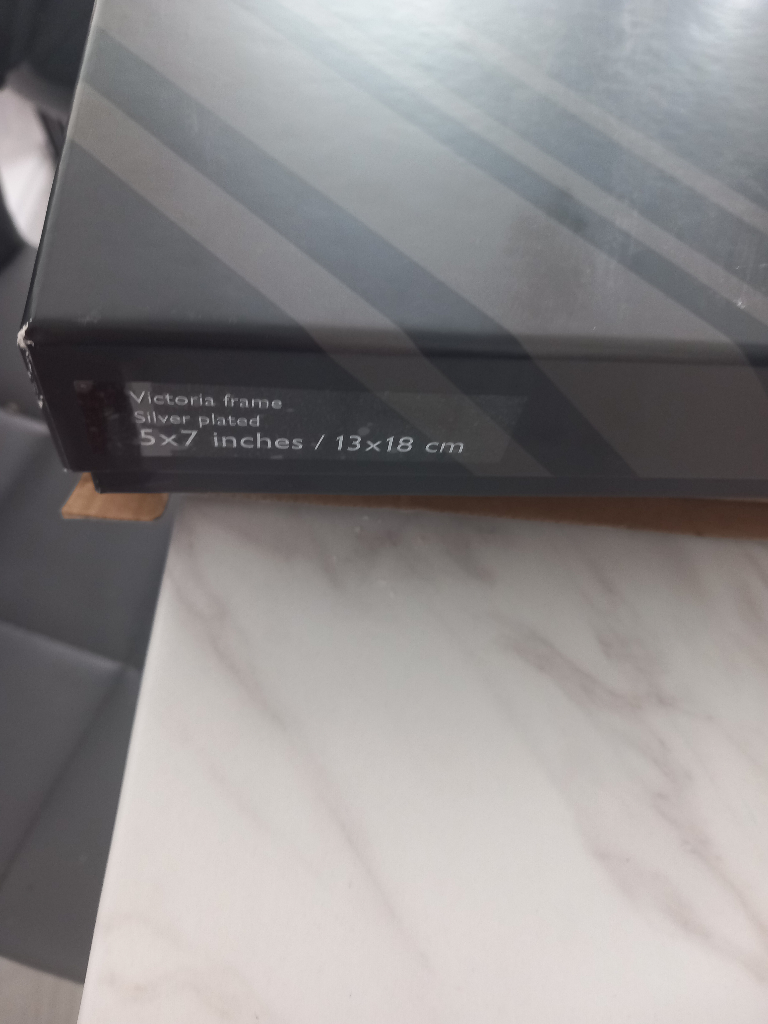 Victoria frame
Silver plated
5x7 inches / 13x18 cm